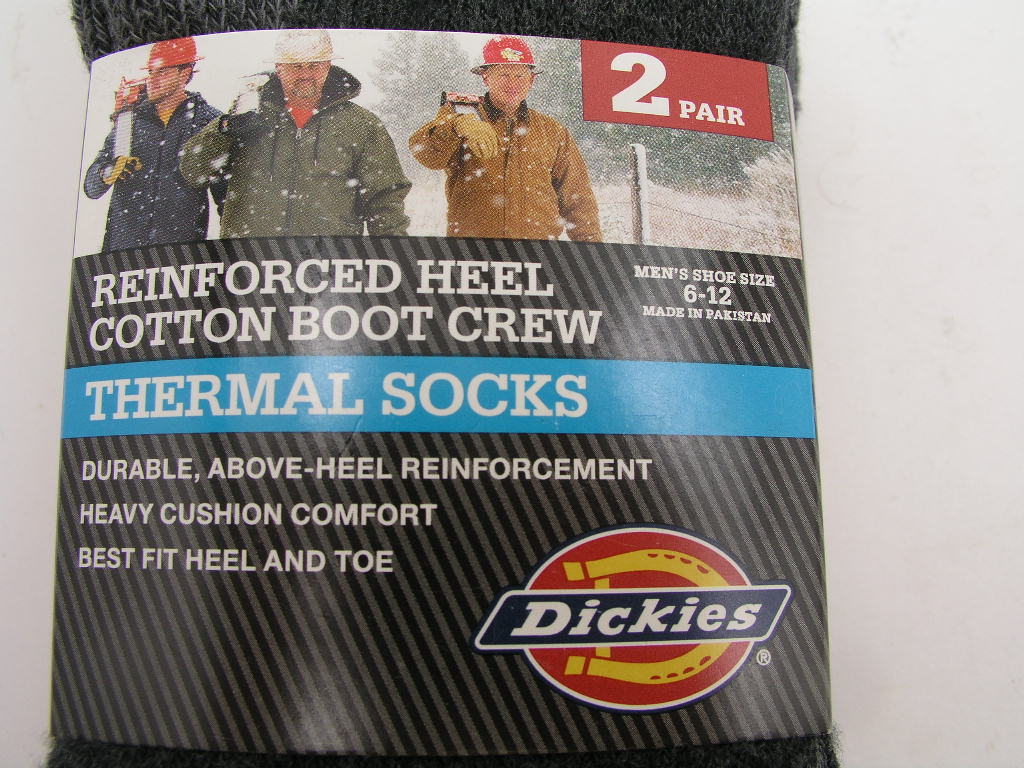 2 PAIR
REINFORCED HEEL
COTTON BOOT CREW
MEN'S SHOE SIZE
6-12
MADE IN PAKISTAN
THERMAL SOCKS
DURABLE, ABOVE-HEEL REINFORCEMENT
HEAVY CUSHION COMFORT
BEST FIT HEEL AND TOE
Dickies
®